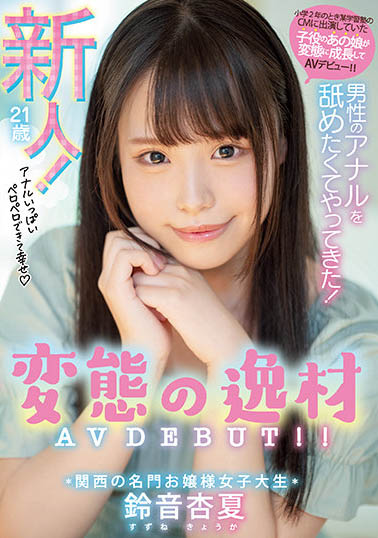 小学2年のとき某学習塾の
CMに出演していた
子役のあの娘が
変態に成長して
AVデビュー!!
新人!
21歳
男性のアナルを
舐めたくてやってきた!
アナルいっぱい
ペロペロできて幸せ♡
変態の逸材
AV DEBUT!!
*関西の名門お嬢様女子大生*
鈴音杏夏
すずね きょうか